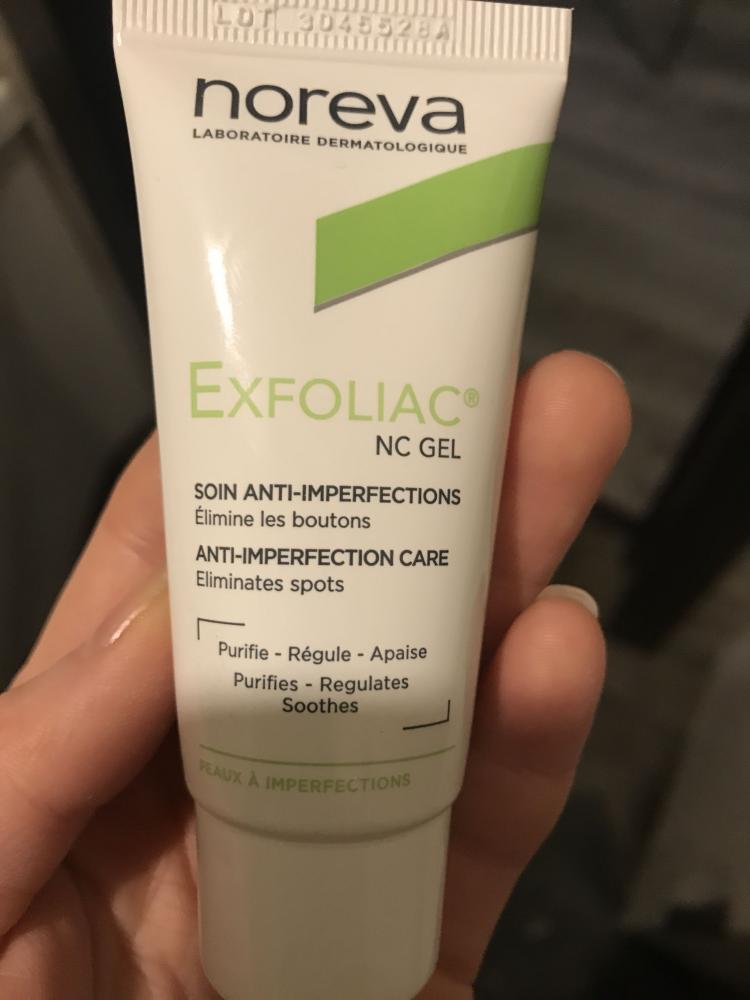 LOT 3045528A
noreva
LABORATOIRE DERMATOLOGIQUE
EXFOLIAC®
NC GEL
SOIN ANTI-IMPERFECTIONS
Élimine les boutons
ANTI-IMPERFECTION CARE
Eliminates spots
Purifie - Régule - Apaise
Purifies - Regulates
Soothes
PEAUX À IMPERFECTIONS